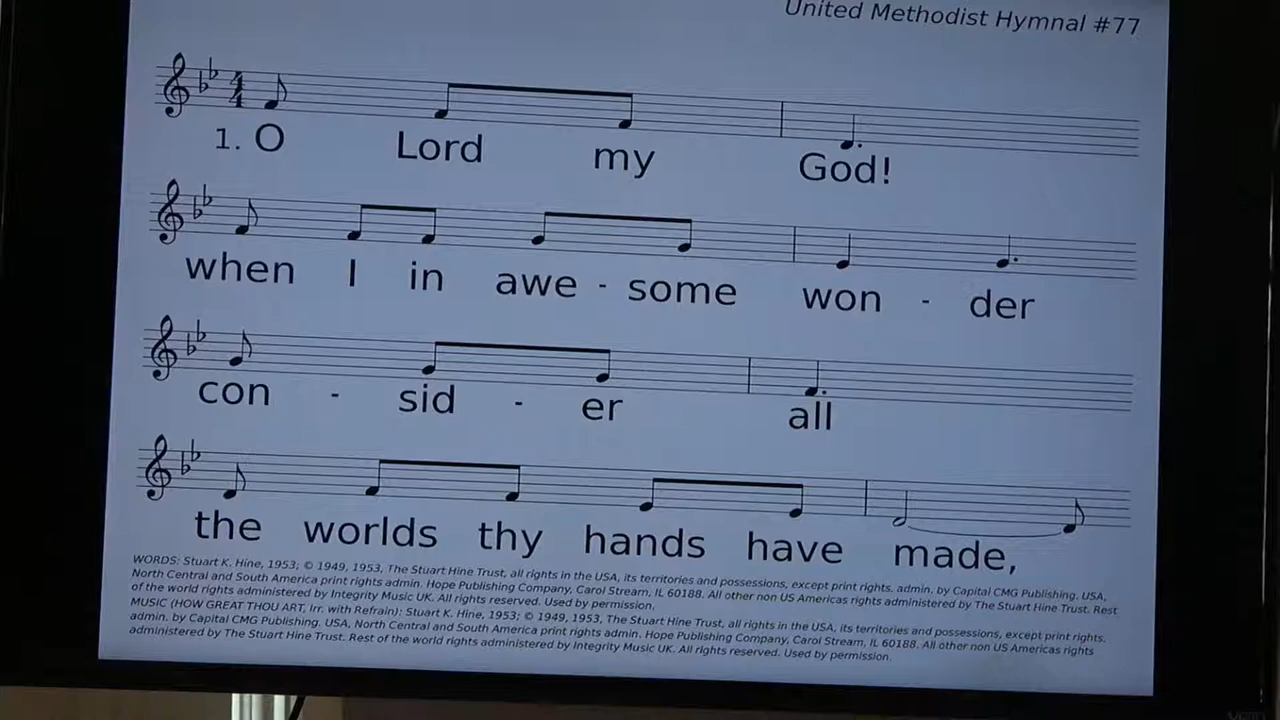 United Methodist Hymnal #77
1. O Lord my God!
when I in awe - some won - der
con - sid - er all
the worlds thy hands have made,
WORDS: Stuart K. Hine, 1953; © 1949, 1953, The Stuart Hine Trust, all rights in the USA, its territories and possessions, except print rights. admin. by Capital CMG Publishing. USA,
North Central and South America print rights admin. Hope Publishing Company, Carol Stream, IL 60188. All other non US Americas rights administered by The Stuart Hine Trust. Rest
of the world rights administered by Integrity Music UK. All rights reserved. Used by permission.
MUSIC (HOW GREAT THOU ART, Irr. with Refrain): Stuart K. Hine, 1953; © 1949, 1953, The Stuart Hine Trust, all rights in the USA, its territories and possessions, except print rights.
admin. by Capital CMG Publishing. USA, North Central and South America print rights admin. Hope Publishing Company, Carol Stream, IL 60188. All other non US Americas rights
administered by The Stuart Hine Trust. Rest of the world rights administered by Integrity Music UK. All rights reserved. Used by permission.